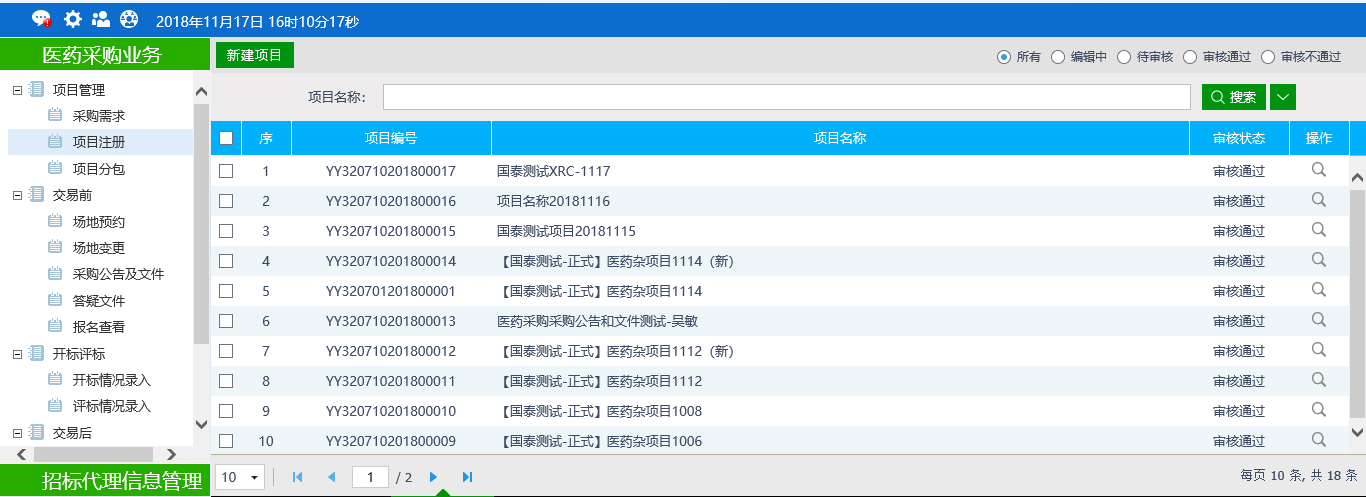 2018年11月17日 16时10分17秒
医药采购业务
新建项目
所有 编辑中 待审核 审核通过 审核不通过
项目管理
采购需求
项目注册
项目分包
交易前
场地预约
场地变更
采购公告及文件
答疑文件
报名查看
开标评标
开标情况录入
评标情况录入
交易后
招标代理信息管理
项目名称:
搜索
序 项目编号 项目名称 审核状态 操作
1 YY320710201800017 国泰测试XRC-1117 审核通过
2 YY320710201800016 项目名称20181116 审核通过
3 YY320710201800015 国泰测试项目20181115 审核通过
4 YY320710201800014 【国泰测试-正式】医药杂项目1114（新） 审核通过
5 YY320701201800001 【国泰测试-正式】医药杂项目1114 审核通过
6 YY320710201800013 医药采购采购公告和文件测试-吴敏 审核通过
7 YY320710201800012 【国泰测试-正式】医药杂项目1112（新） 审核通过
8 YY320710201800011 【国泰测试-正式】医药杂项目1112 审核通过
9 YY320710201800010 【国泰测试-正式】医药杂项目1008 审核通过
10 YY320710201800009 【国泰测试-正式】医药杂项目1006 审核通过
10 1 / 2 每页 10 条, 共 18 条